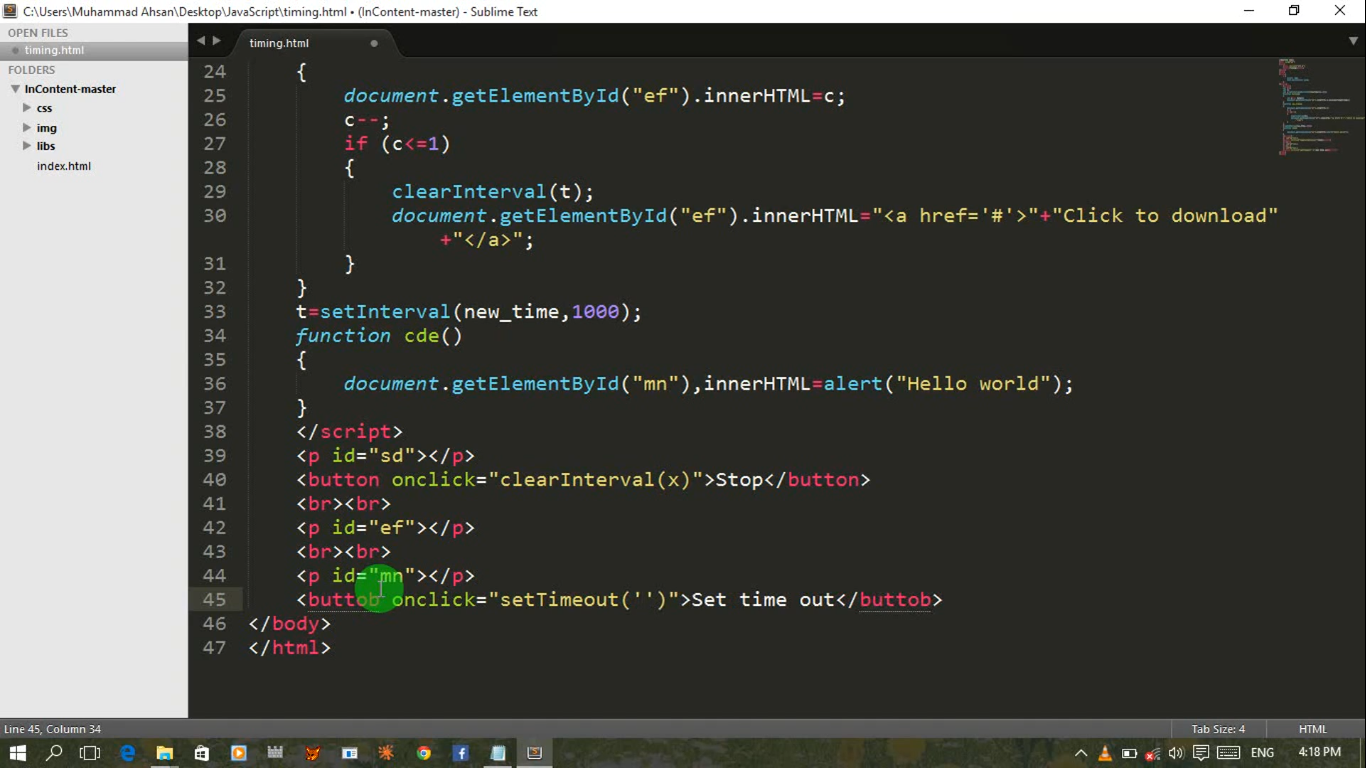 C:\Users\Muhammad Ahsan\Desktop\JavaScript\timing.html • (InContent-master) - Sublime Text
OPEN FILES
timing.html
FOLDERS
InContent-master
css
img
libs
index.html
timing.html
24 {
25 document.getElementById("ef").innerHTML=c;
26 c--;
27 if (c<=1)
28 {
29 clearInterval(t);
30 document.getElementById("ef").innerHTML="<a href='#'>"+"Click to download"
+"</a>";
31 }
32 }
33 t=setInterval(new_time,1000);
34 function cde()
35 {
36 document.getElementById("mn"),innerHTML=alert("Hello world");
37 }
38 </script>
39 <p id="sd"></p>
40 <button onclick="clearInterval(x)">Stop</button>
41 <br><br>
42 <p id="ef"></p>
43 <br><br>
44 <p id="mn"></p>
45 <buttob onclick="setTimeout('')">Set time out</buttob>
46 </body>
47 </html>
Line 45, Column 34
Tab Size: 4
HTML
ENG
4:18 PM